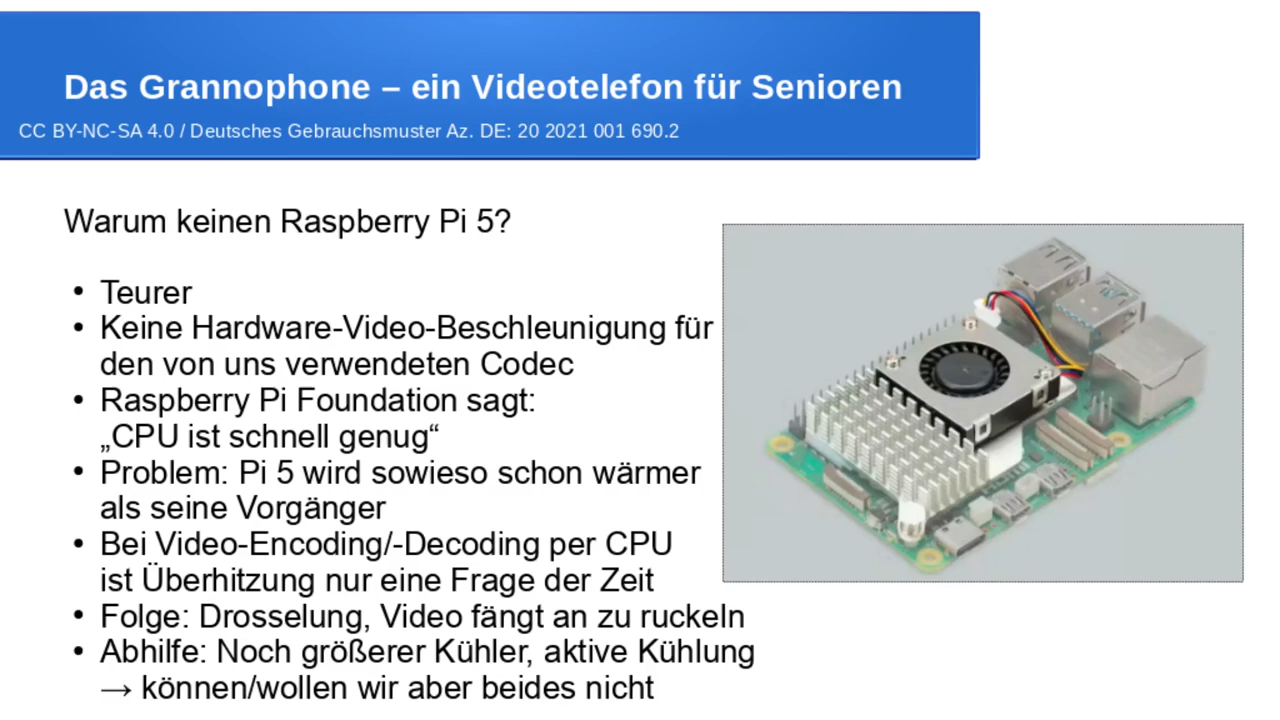 Das Grannophone – ein Videotelefon für Senioren
CC BY-NC-SA 4.0 / Deutsches Gebrauchsmuster Az. DE: 20 2021 001 690.2
Warum keinen Raspberry Pi 5?
• Teurer
• Keine Hardware-Video-Beschleunigung für
den von uns verwendeten Codec
• Raspberry Pi Foundation sagt:
„CPU ist schnell genug“
• Problem: Pi 5 wird sowieso schon wärmer
als seine Vorgänger
• Bei Video-Encoding/-Decoding per CPU
ist Überhitzung nur eine Frage der Zeit
• Folge: Drosselung, Video fängt an zu ruckeln
• Abhilfe: Noch größerer Kühler, aktive Kühlung
→ können/wollen wir aber beides nicht